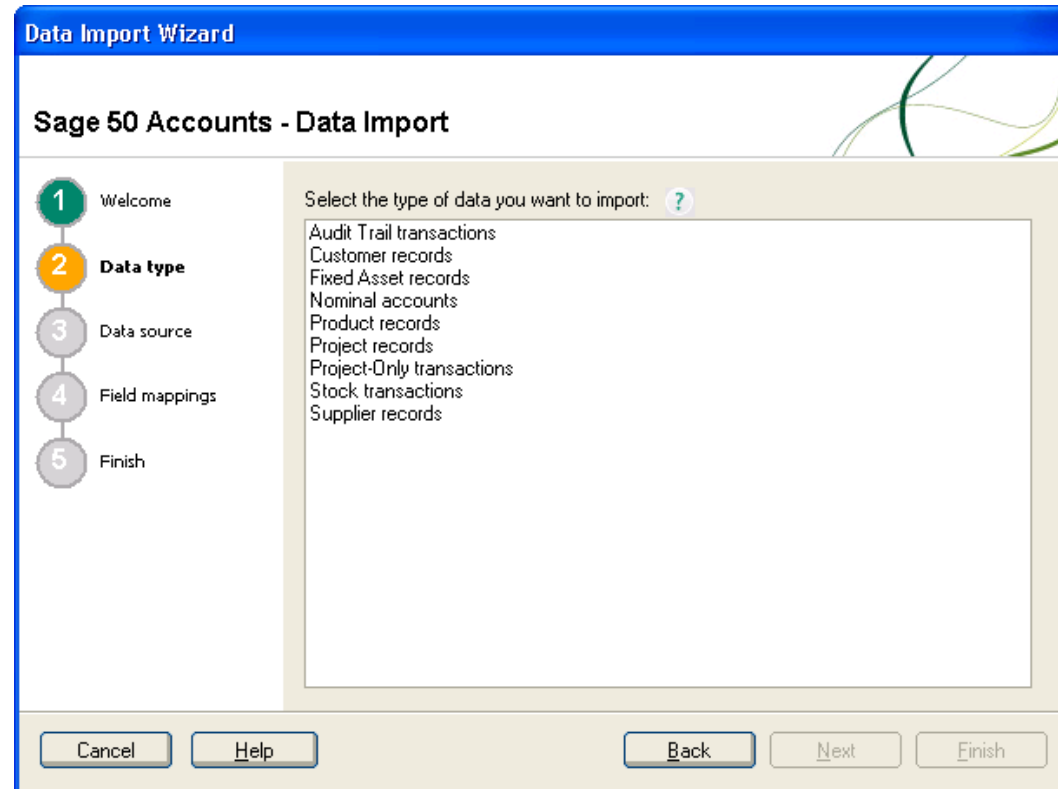 Data Import Wizard
Sage 50 Accounts - Data Import
1 Welcome
2 Data type
3 Data source
4 Field mappings
5 Finish
Select the type of data you want to import: ?
Audit Trail transactions
Customer records
Fixed Asset records
Nominal accounts
Product records
Project records
Project-Only transactions
Stock transactions
Supplier records
Cancel Help Back Next Finish